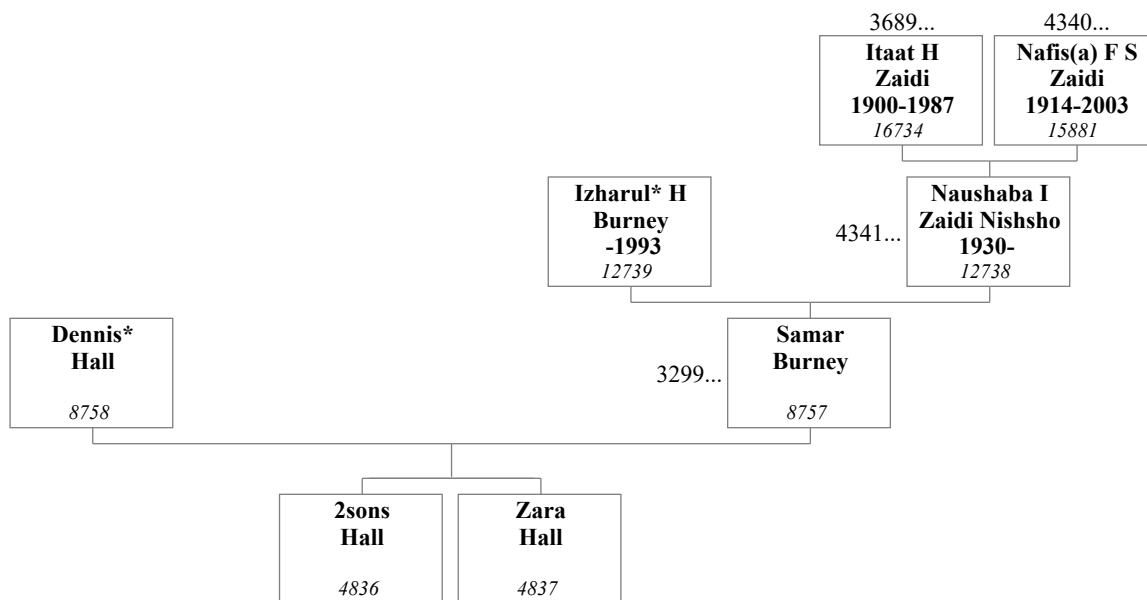 3689...
Itaat H
Zaidi
1900-1987
16734
4340...
Nafis(a) F S
Zaidi
1914-2003
15881
Izharul* H
Burney
-1993
12739
4341...
Naushaba I
Zaidi Nishsho
1930-
12738
Dennis*
Hall
8758
3299...
Samar
Burney
8757
2sons
Hall
4836
Zara
Hall
4837